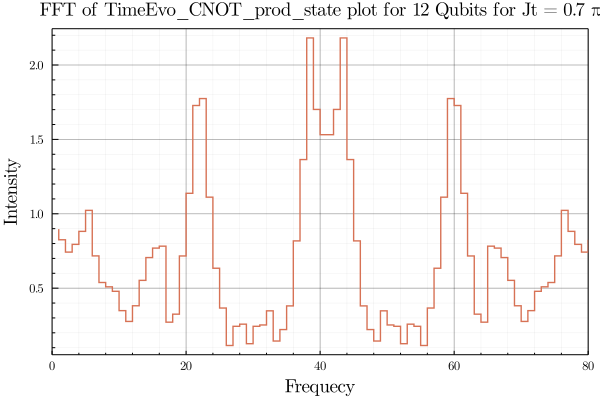 FFT of TimeEvo_CNOT_prod_state plot for 12 Qubits for Jt = 0.7 π
2.0
1.5
1.0
0.5
Intensity
0 20 40 60 80
Frequecy